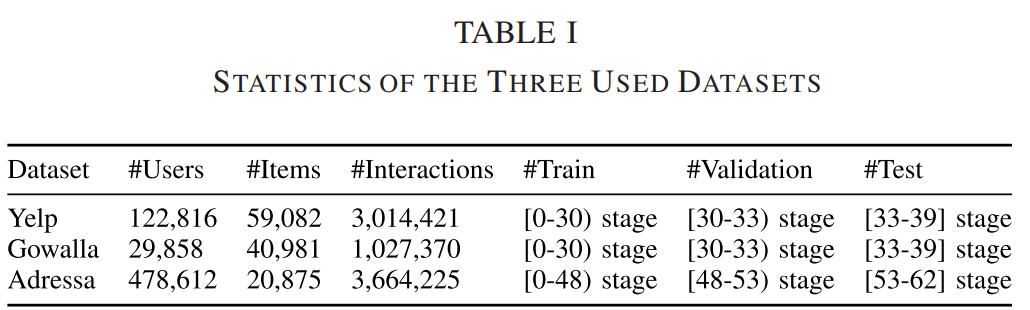 TABLE I
STATISTICS OF THE THREE USED DATASETS
Dataset #Users #Items #Interactions #Train #Validation #Test
Yelp 122,816 59,082 3,014,421 [0-30) stage [30-33) stage [33-39] stage
Gowalla 29,858 40,981 1,027,370 [0-30) stage [30-33) stage [33-39] stage
Adressa 478,612 20,875 3,664,225 [0-48) stage [48-53) stage [53-62] stage